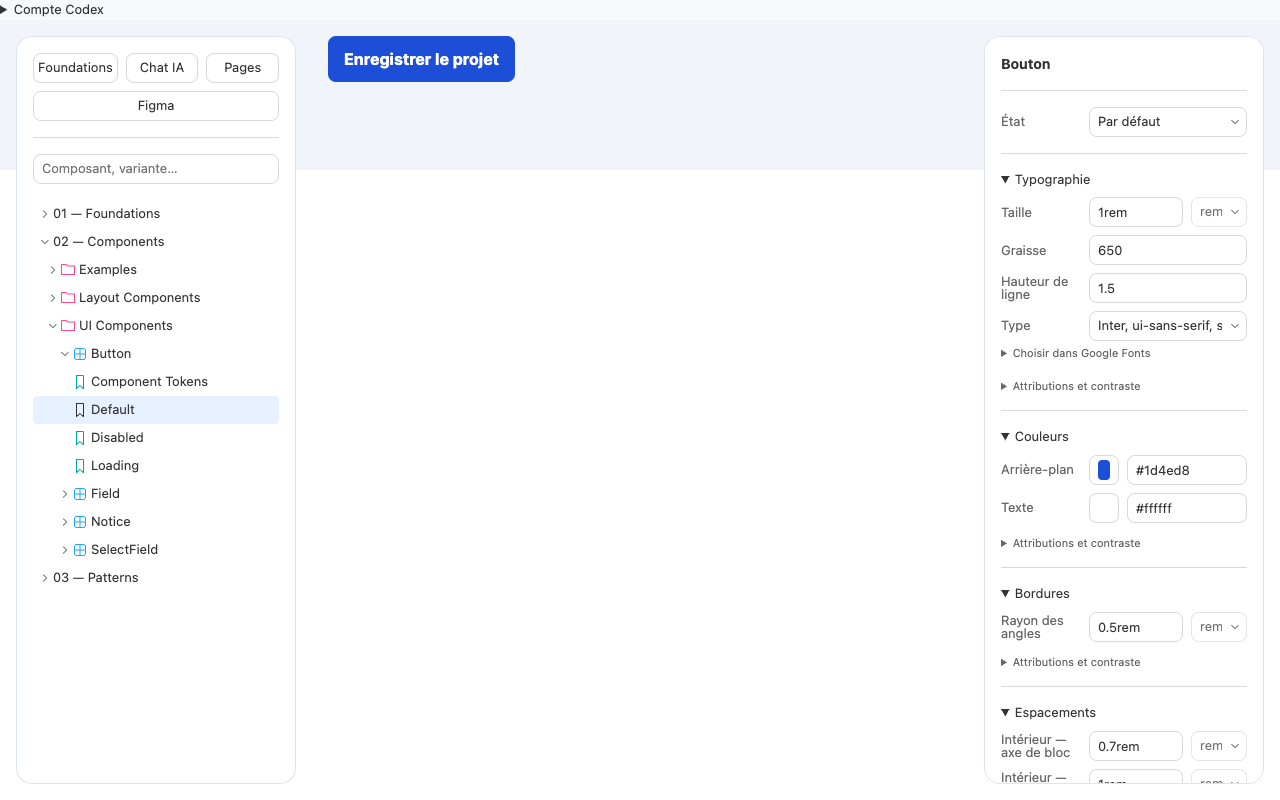 Compte Codex
Foundations
Chat IA
Pages
Figma
Composant, variante…
01 — Foundations
02 — Components
Examples
Layout Components
UI Components
Button
Component Tokens
Default
Disabled
Loading
Field
Notice
SelectField
03 — Patterns
Enregistrer le projet
Bouton
État
Par défaut
Typographie
Taille
1rem
rem
Graisse
650
Hauteur de
ligne
1.5
Type
Inter, ui-sans-serif, s
Choisir dans Google Fonts
Attributions et contraste
Couleurs
Arrière-plan
#1d4ed8
Texte
#ffffff
Attributions et contraste
Bordures
Rayon des
angles
0.5rem
rem
Attributions et contraste
Espacements
Intérieur —
axe de bloc
0.7rem
rem
Intérieur —
1rem
rem